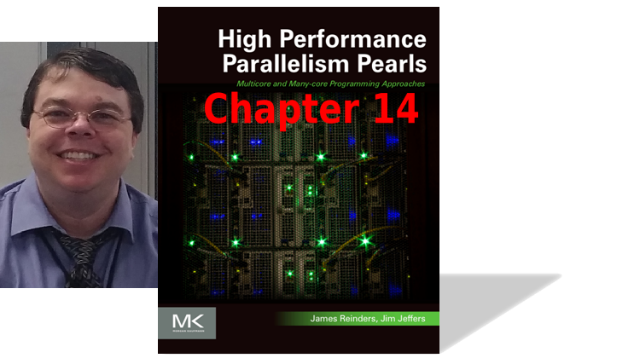 High Performance
Parallelism Pearls
Multicore and Many-core Programming Approaches
Chapter 14
MK
James Reinders, Jim Jeffers